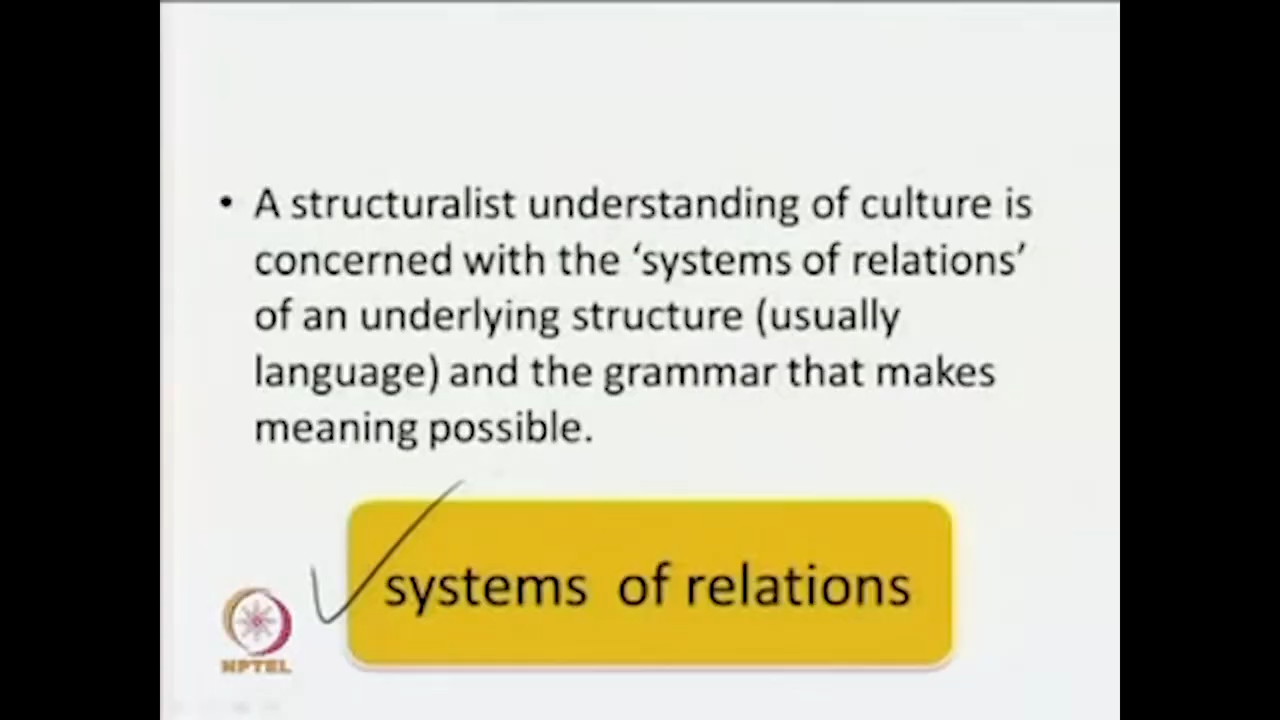 • A structuralist understanding of culture is
concerned with the ‘systems of relations’
of an underlying structure (usually
language) and the grammar that makes
meaning possible.
systems of relations
NPTEL